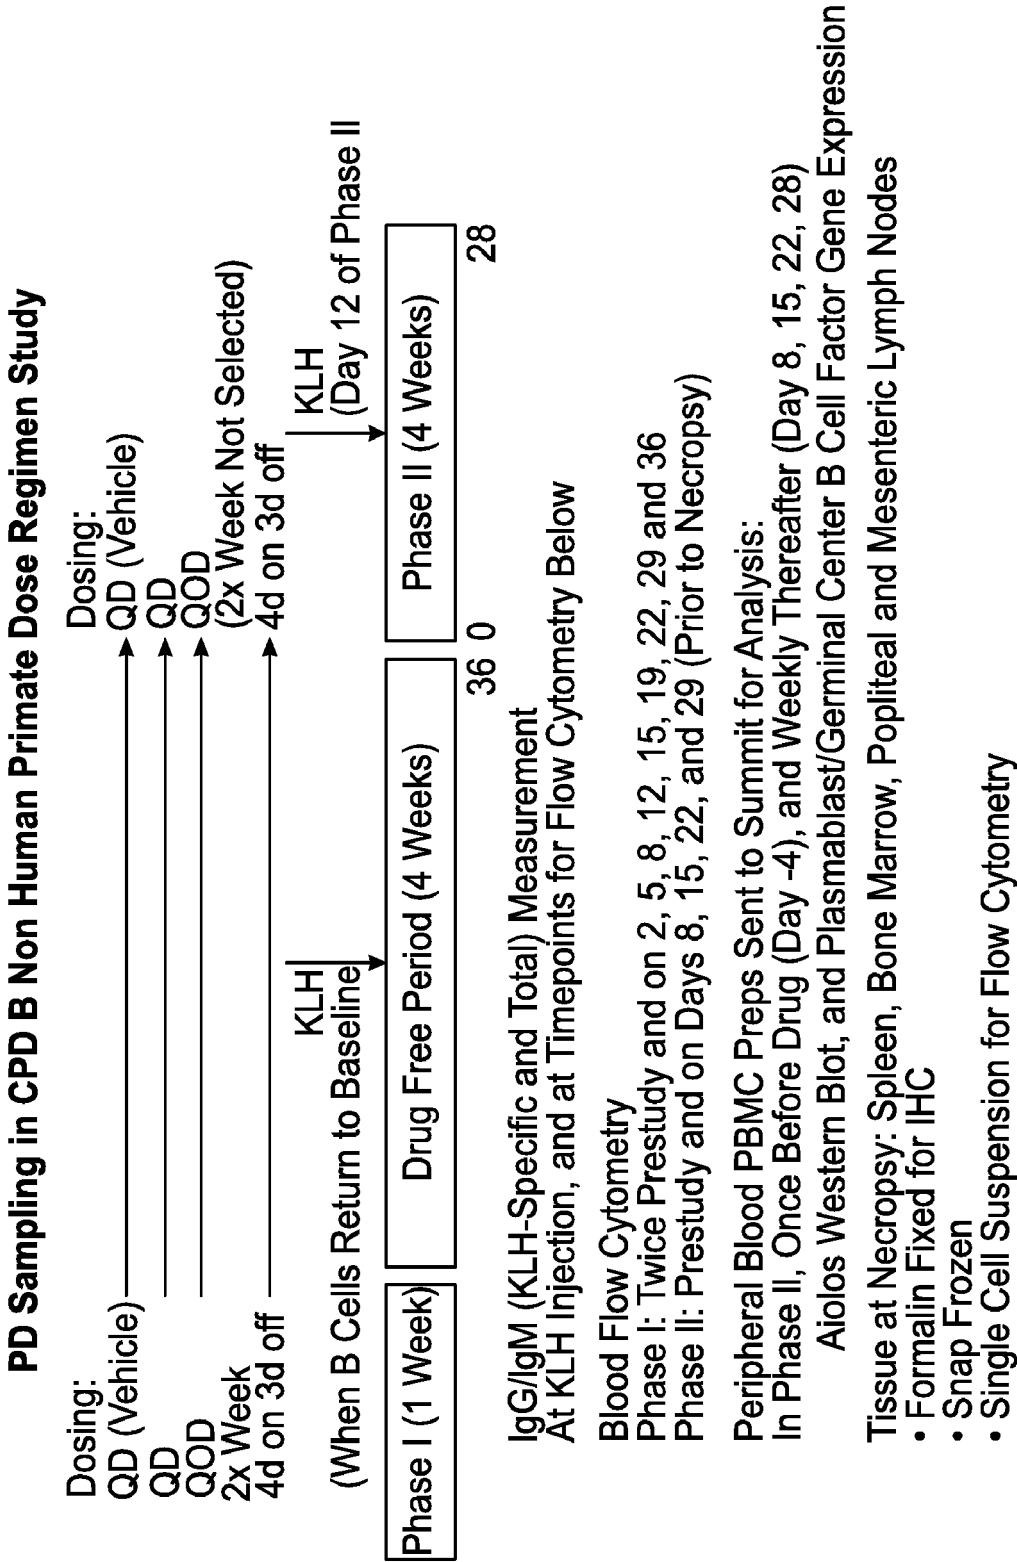 PD Sampling in CPD B Non Human Primate Dose Regimen Study
Dosing:
QD (Vehicle)
QD
QOD
2x Week
4d on 3d off
Dosing:
QD (Vehicle)
QD
QOD
(2x Week Not Selected)
4d on 3d off
KLH
(When B Cells Return to Baseline
KLH
(Day 12 of Phase II
Phase I (1 Week)
Drug Free Period (4 Weeks)
Phase II (4 Weeks)
36
0
28
IgG/IgM (KLH-Specific and Total) Measurement
At KLH Injection, and at Timepoints for Flow Cytometry Below
Blood Flow Cytometry
Phase I: Twice Prestudy and on 2, 5, 8, 12, 15, 19, 22, 29 and 36
Phase II: Prestudy and on Days 8, 15, 22, and 29 (Prior to Necropsy)
Peripheral Blood PBMC Preps Sent to Summit for Analysis:
In Phase II, Once Before Drug (Day -4), and Weekly Thereafter (Day 8, 15, 22, 28)
Aiolos Western Blot, and Plasmablast/Germinal Center B Cell Factor Gene Expression
Tissue at Necropsy: Spleen, Bone Marrow, Popliteal and Mesenteric Lymph Nodes
• Formalin Fixed for IHC
• Snap Frozen
• Single Cell Suspension for Flow Cytometry